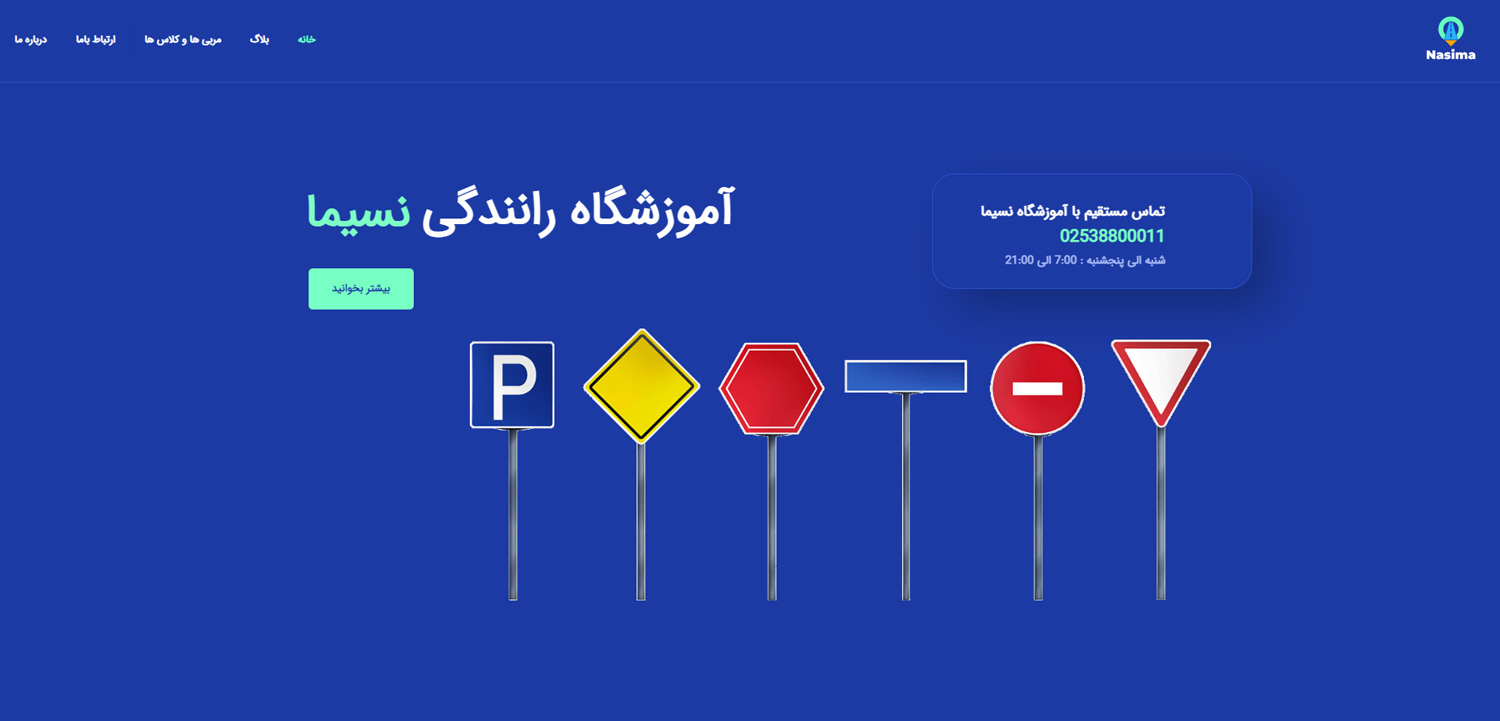 Nasima
خانه
بلاگ
مربی ها و کلاس ها
ارتباط باما
درباره ما
تماس مستقیم با آموزشگاه نسیما
02538800011
شنبه الی پنجشنبه : 7:00 الی 21:00
آموزشگاه رانندگی نسیما
بیشتر بخوانید
P